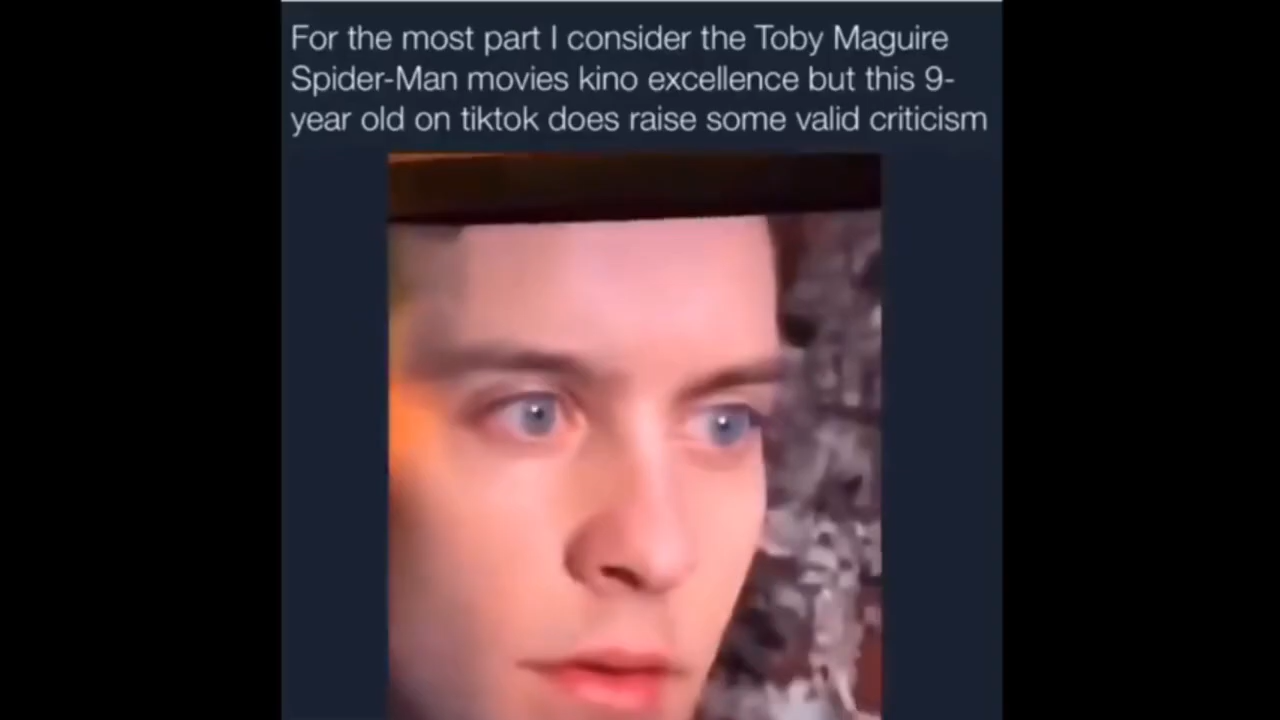 For the most part I consider the Toby Maguire
Spider-Man movies kino excellence but this 9-
year old on tiktok does raise some valid criticism